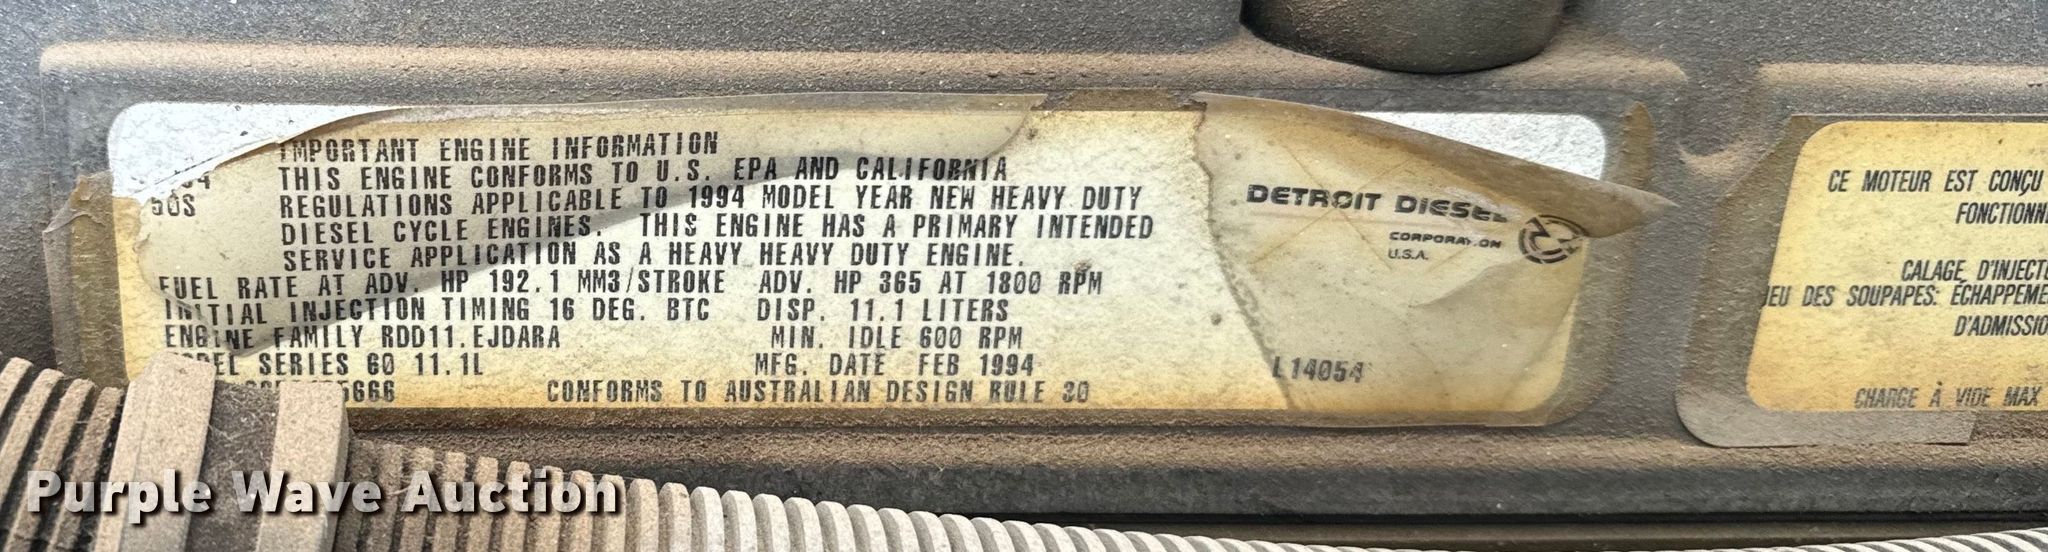 IMPORTANT ENGINE INFORMATION
THIS ENGINE CONFORMS TO U.S. EPA AND CALIFORNIA
50S REGULATIONS APPLICABLE TO 1994 MODEL YEAR NEW HEAVY DUTY
DIESEL CYCLE ENGINES. THIS ENGINE HAS A PRIMARY INTENDED
SERVICE APPLICATION AS A HEAVY HEAVY DUTY ENGINE.
FUEL RATE AT ADV. HP 192.1 MM3/STROKE ADV. HP 365 AT 1800 RPM
INITIAL INJECTION TIMING 16 DEG. BTC DISP. 11.1 LITERS
ENGINE FAMILY RDD11.EJDARA MIN. IDLE 600 RPM
SERIES 60 11.1L MFG. DATE FEB 1994
CONFORMS TO AUSTRALIAN DESIGN RULE 30
DETROIT DIESEL
CORPORATION
U.S.A.
L14054
CE MOTEUR EST CONÇU
FONCTIONNE
CALAGE D'INJECTE
JEU DES SOUPAPES: ÉCHAPPEME
D'ADMISSIO
CHARGE À VIDE MAX
Purple Wave Auction